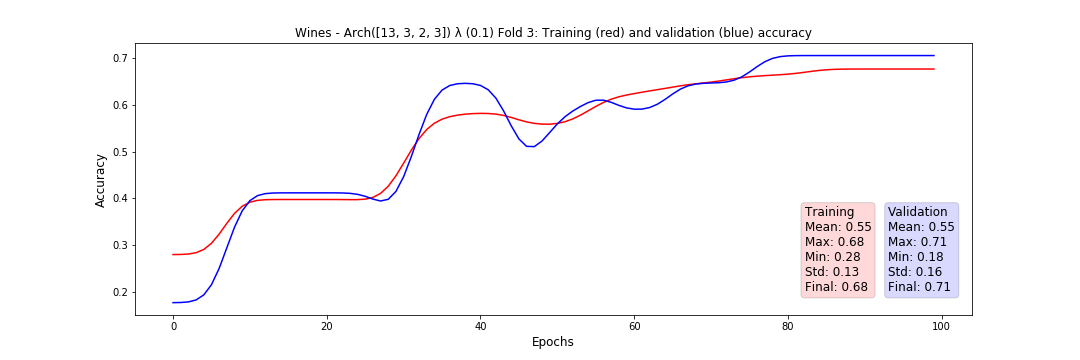 Wines - Arch([13, 3, 2, 3]) λ (0.1) Fold 3: Training (red) and validation (blue) accuracy
Accuracy
0.7
0.6
0.5
0.4
0.3
0.2
Training
Mean: 0.55
Max: 0.68
Min: 0.28
Std: 0.13
Final: 0.68
Validation
Mean: 0.55
Max: 0.71
Min: 0.18
Std: 0.16
Final: 0.71
0
20
40
60
80
100
Epochs